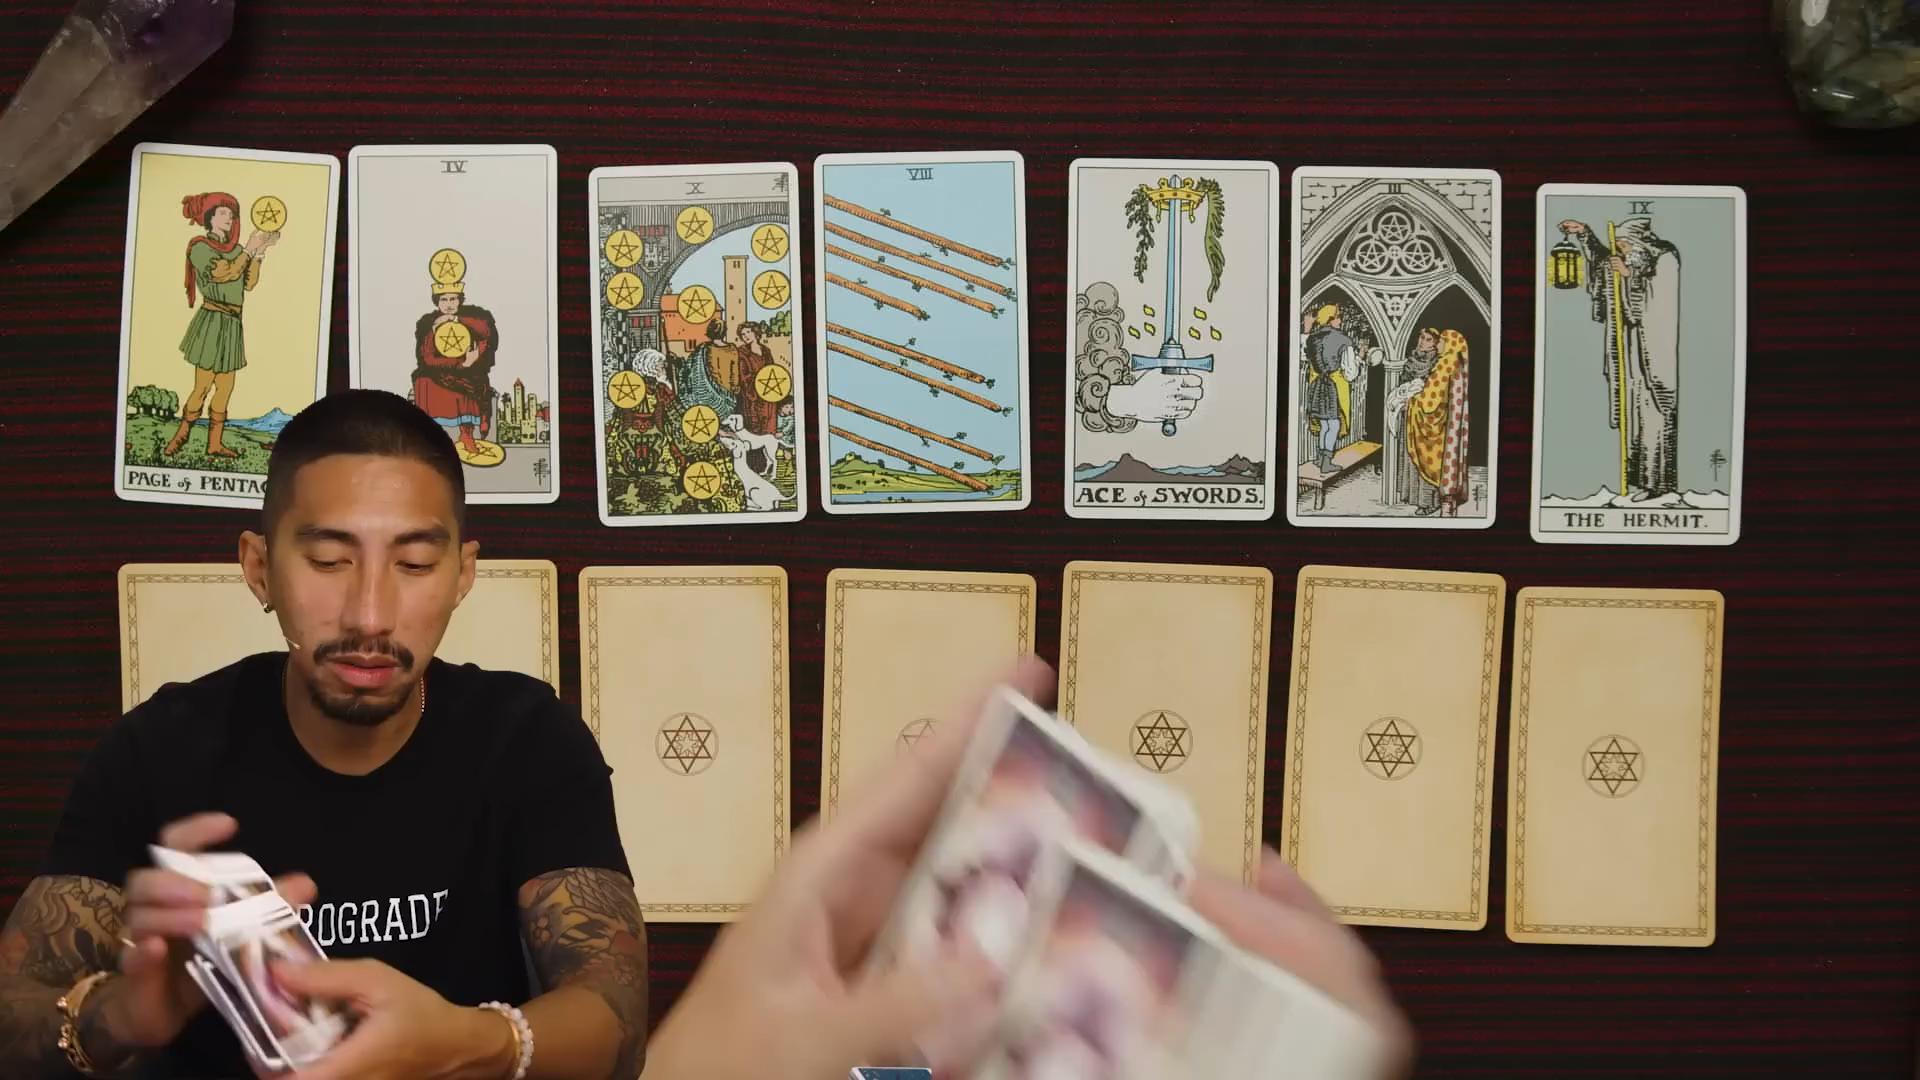 IV
X
VIII
III
IX
PAGE of PENTAC
ACE of SWORDS.
THE HERMIT.
ROGRADE